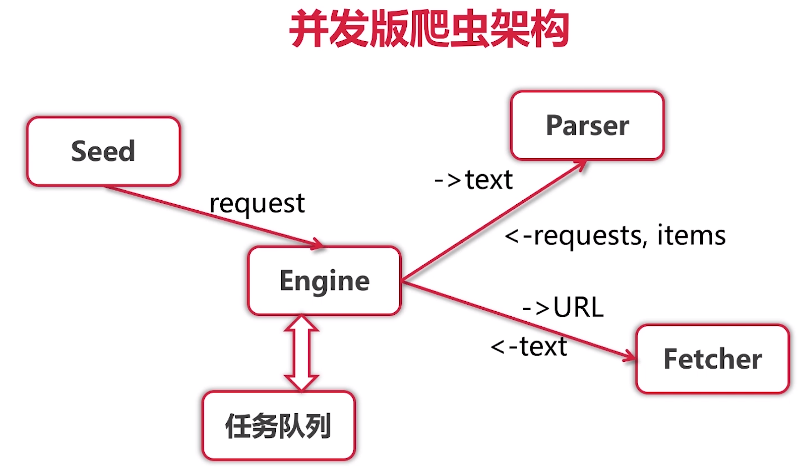 并发版爬虫架构
Seed
Parser
->text
request
<-requests, items
Engine
->URL
<-text
Fetcher
任务队列